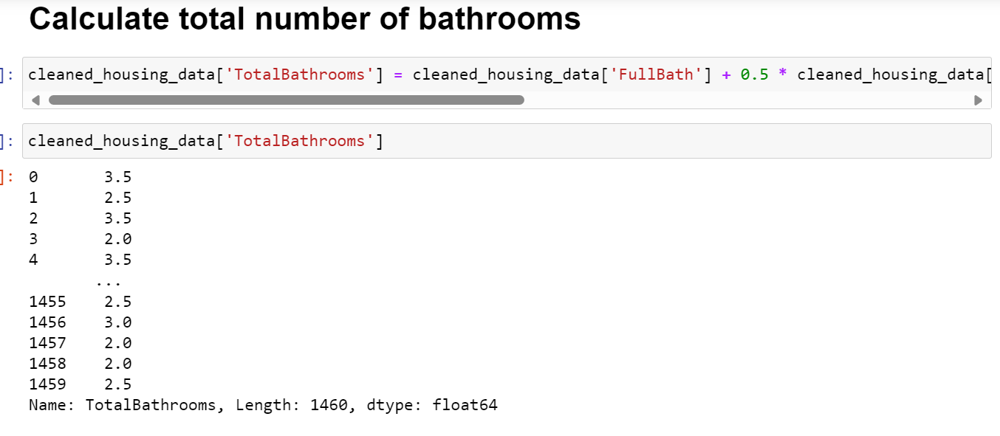 Calculate total number of bathrooms
]: cleaned_housing_data['TotalBathrooms'] = cleaned_housing_data['FullBath'] + 0.5 * cleaned_housing_data[
]: cleaned_housing_data['TotalBathrooms']
]: 0       3.5
1       2.5
2       3.5
3       2.0
4       3.5
...
1455    2.5
1456    3.0
1457    2.0
1458    2.0
1459    2.5
Name: TotalBathrooms, Length: 1460, dtype: float64